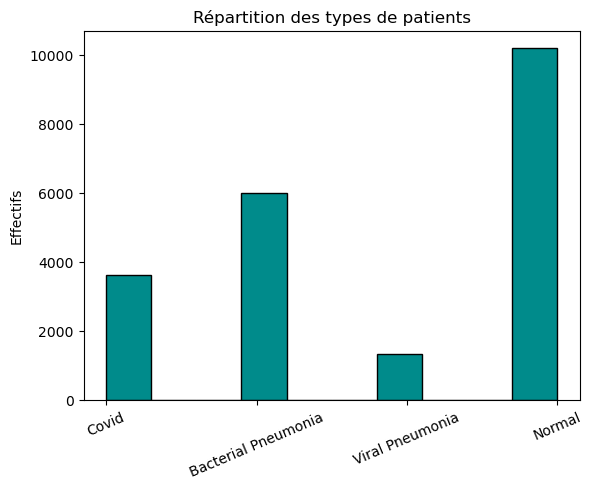 Répartition des types de patients
Effectifs
10000
8000
6000
4000
2000
0
Covid
Bacterial Pneumonia
Viral Pneumonia
Normal